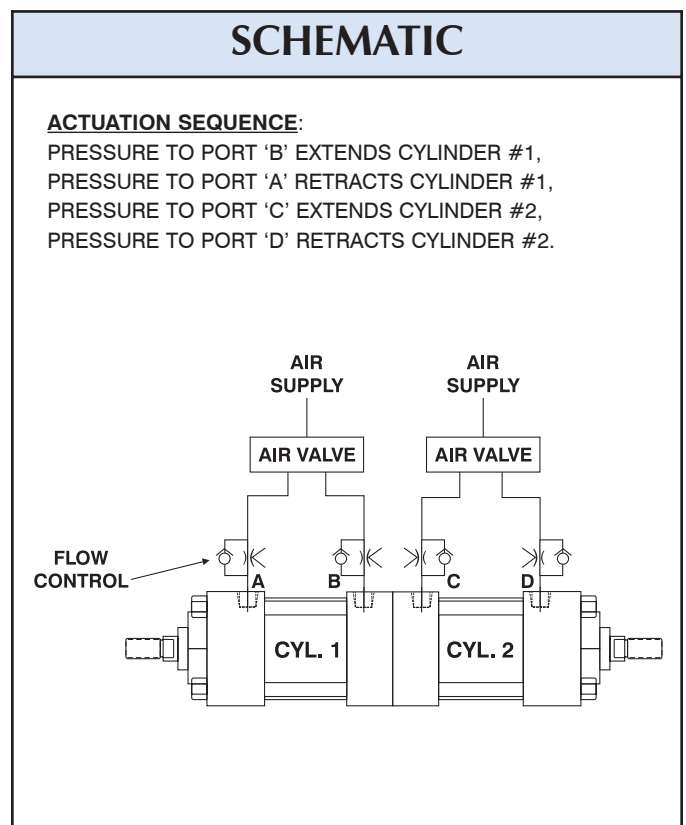 SCHEMATIC
ACTUATION SEQUENCE:
PRESSURE TO PORT ‘B’ EXTENDS CYLINDER #1,
PRESSURE TO PORT ‘A’ RETRACTS CYLINDER #1,
PRESSURE TO PORT ‘C’ EXTENDS CYLINDER #2,
PRESSURE TO PORT ‘D’ RETRACTS CYLINDER #2.
AIR
SUPPLY
AIR
SUPPLY
AIR VALVE
AIR VALVE
FLOW
CONTROL
A
B
C
D
CYL. 1
CYL. 2